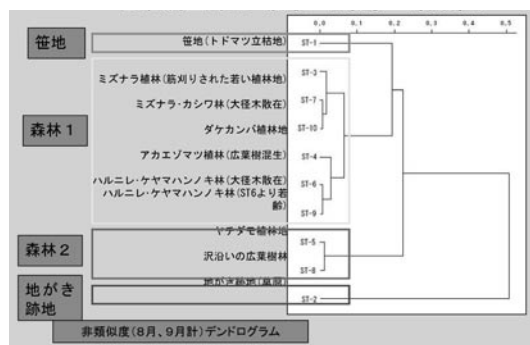 0.0 0.1 0.2 0.3 0.4 0.5
笹地
笹地(トドマツ立枯地)
ST-1
森林1
ミズナラ植林(筋刈りされた若い植林地)
ST-3
ミズナラ・カシワ林(大径木散在)
ST-7
ダケカンバ植林地
ST-10
アカエゾマツ植林(広葉樹混生)
ST-4
ハルニレ・ケヤマハンノキ林(大径木散在)
ST-6
ハルニレ・ケヤマハンノキ林(ST6より若齢)
ST-9
森林2
ヤチダモ植林地
ST-5
沢沿いの広葉樹林
ST-8
地がき
跡地
ST-2
非類似度(8月、9月計)デンドログラム